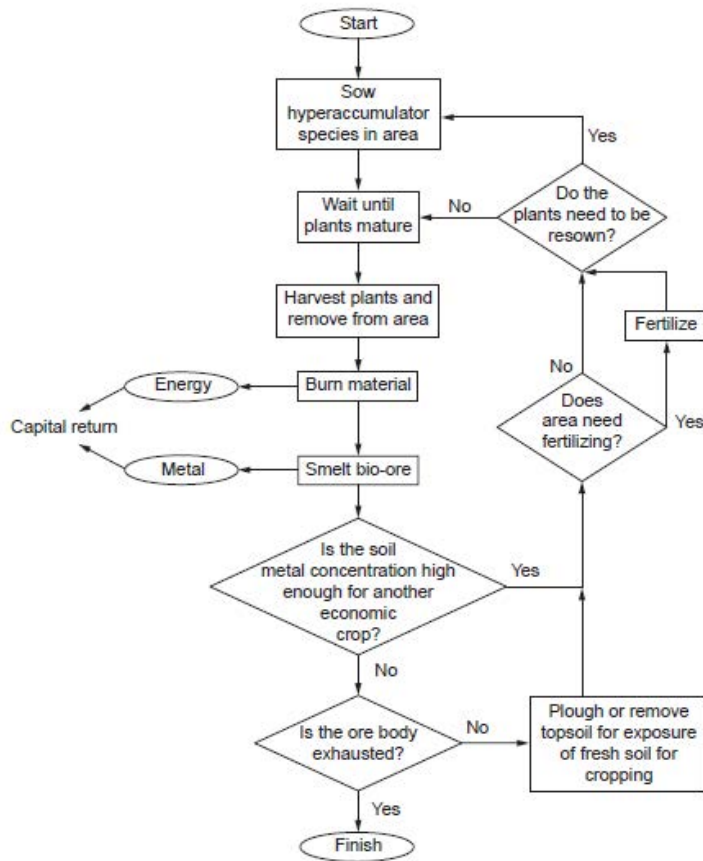 Start
Sow
hyperaccumulator
species in area
Yes
Do the
plants need to be
resown?
No
Wait until
plants mature
Harvest plants and
remove from area
Fertilize
Energy
Burn material
No
Does
area need
fertilizing?
Yes
Capital return
Metal
Smelt bio-ore
Is the soil
metal concentration high
enough for another
economic
crop?
Yes
No
Is the ore body
exhausted?
No
Plough or remove
topsoil for exposure
of fresh soil for
cropping
Yes
Finish